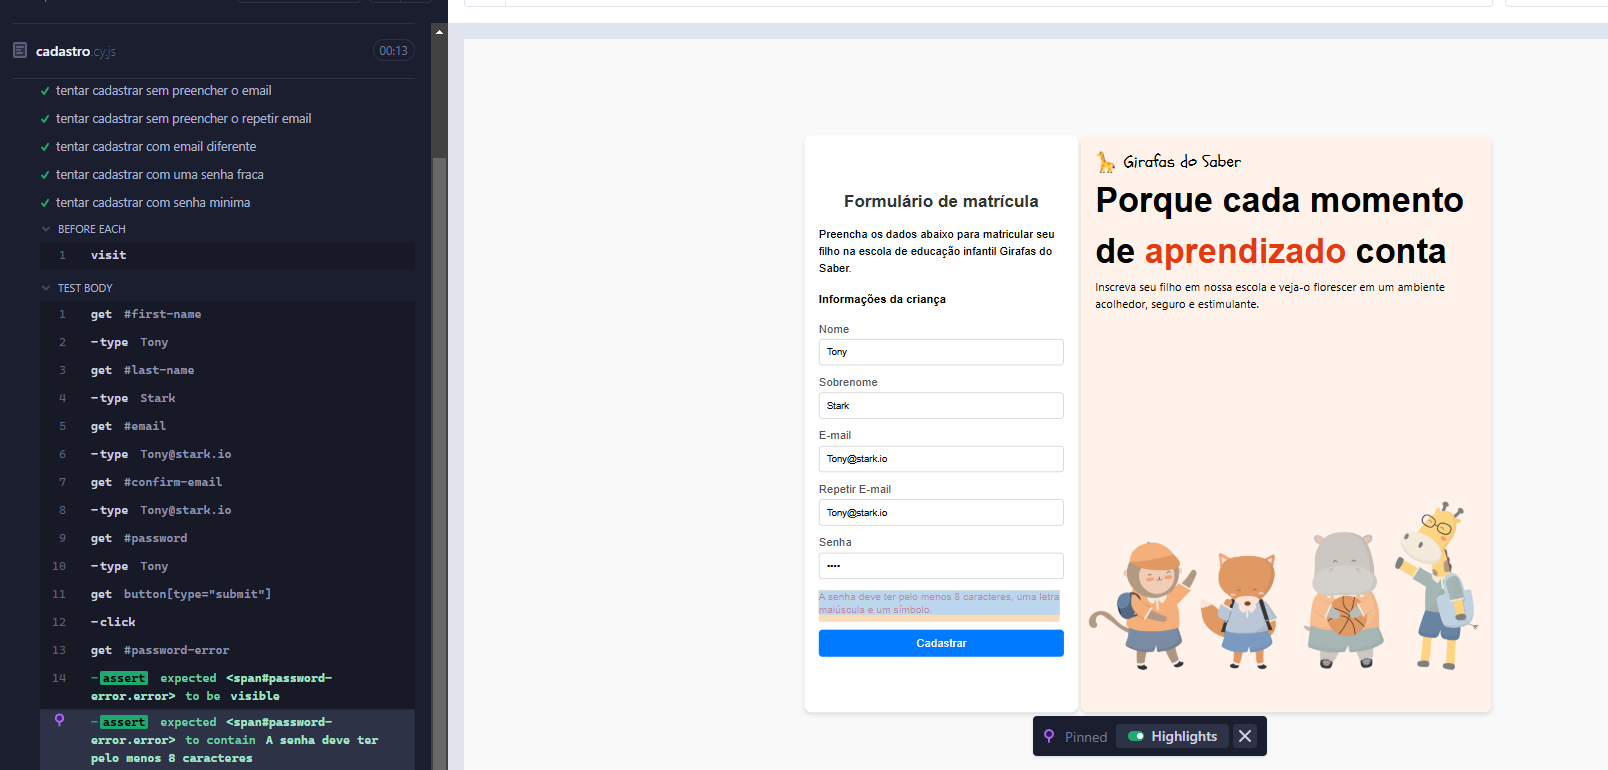 cadastro.cy.js
00:13
tentar cadastrar sem preencher o email
tentar cadastrar sem preencher o repetir email
tentar cadastrar com email diferente
tentar cadastrar com uma senha fraca
tentar cadastrar com senha minima
BEFORE EACH
1 visit
TEST BODY
1 get #first-name
2 -type Tony
3 get #last-name
4 -type Stark
5 get #email
6 -type Tony@stark.io
7 get #confirm-email
8 -type Tony@stark.io
9 get #password
10 -type Tony
11 get button[type="submit"]
12 -click
13 get #password-error
14 -assert expected <span#password-
error.error> to be visible
-assert expected <span#password-
error.error> to contain A senha deve ter
pelo menos 8 caracteres
Formulário de matrícula
Preencha os dados abaixo para matricular seu
filho na escola de educação infantil Girafas do
Saber.
Informações da criança
Nome
Tony
Sobrenome
Stark
E-mail
Tony@stark.io
Repetir E-mail
Tony@stark.io
Senha
••••
A senha deve ter pelo menos 8 caracteres, uma letra
maiúscula e um símbolo.
Cadastrar
Girafas do Saber
Porque cada momento
de aprendizado conta
Inscreva seu filho em nossa escola e veja-o florescer em um ambiente
acolhedor, seguro e estimulante.
Pinned
Highlights